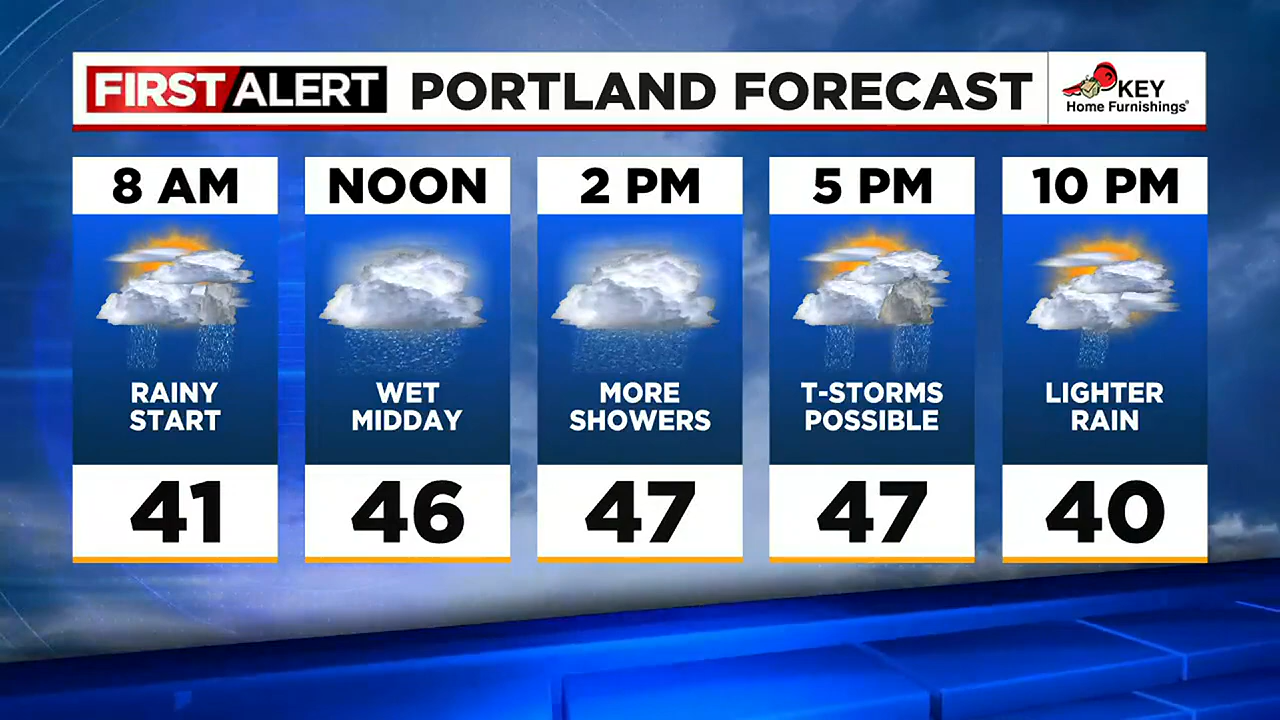 FIRST ALERT PORTLAND FORECAST
KEY
Home Furnishings®
8 AM
RAINY
START
41
NOON
WET
MIDDAY
46
2 PM
MORE
SHOWERS
47
5 PM
T-STORMS
POSSIBLE
47
10 PM
LIGHTER
RAIN
40